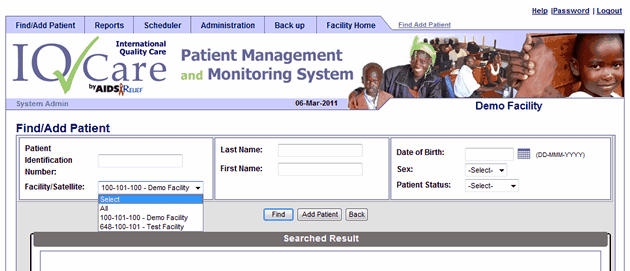 Help |Password | Logout
Find/Add Patient Reports Scheduler Administration Back up Facility Home Find Add Patient
IQCare
International
Quality Care
by AIDSRELIEF
Patient Management
and Monitoring System
System Admin 06-Mar-2011 Demo Facility
Find/Add Patient
Patient
Identification
Number:
Last Name:
First Name:
Date of Birth: (DD-MMM-YYYY)
Sex: -Select-
Patient Status: -Select-
Facility/Satellite: 100-101-100 - Demo Facility
Select
All
100-101-100 - Demo Facility
648-100-101 - Test Facility
Find Add Patient Back
Searched Result